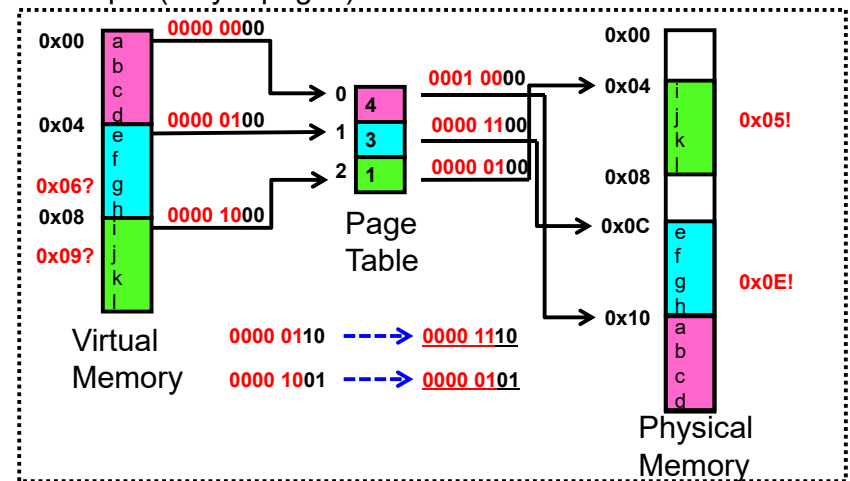 0x00
a
b
c
d
0x04
e
f
g
h
0x06?
0x08
i
j
k
l
0x09?
Virtual
Memory
0000 0000
0000 0100
0000 1000
0 4
1 3
2 1
Page
Table
0001 0000
0000 1100
0000 0100
0x00
0x04
i
j
k
l
0x05!
0x08
0x0C
e
f
g
h
0x0E!
0x10
a
b
c
d
Physical
Memory
0000 0110 0000 1110
0000 1001 0000 0101